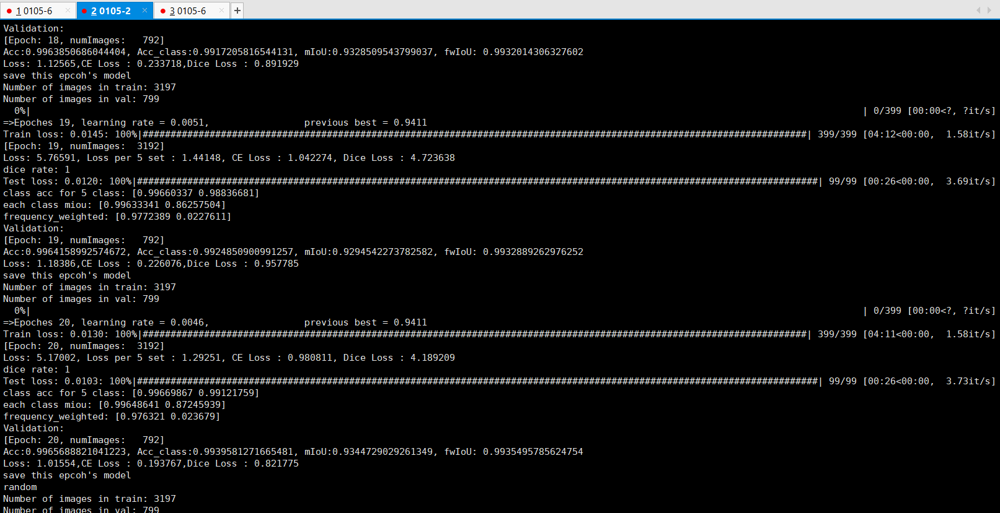 1 0105-6 × 2 0105-2 × 3 0105-6 × +
Validation:
[Epoch: 18, numImages:   792]
Acc:0.9963850686044404, Acc_class:0.9917205816544131, mIoU:0.9328509543799037, fwIoU: 0.9932014306327602
Loss: 1.12565,CE Loss : 0.233718,Dice Loss : 0.891929
save this epcoh's model
Number of images in train: 3197
Number of images in val: 799
  0%|                                                                                                                                                      | 0/399 [00:00<?, ?it/s]
=>Epoches 19, learning rate = 0.0051,                 previous best = 0.9411
Train loss: 0.0145: 100%|#######################################################################################################################| 399/399 [04:12<00:00,  1.58it/s]
[Epoch: 19, numImages:  3192]
Loss: 5.76591, Loss per 5 set : 1.44148, CE Loss : 1.042274, Dice Loss : 4.723638
dice rate: 1
Test loss: 0.0120: 100%|##########################################################################################################################| 99/99 [00:26<00:00,  3.69it/s]
class acc for 5 class: [0.99660337 0.98836681]
each class miou: [0.99633341 0.86257504]
frequency_weighted: [0.9772389 0.0227611]
Validation:
[Epoch: 19, numImages:   792]
Acc:0.9964158992574672, Acc_class:0.9924850900991257, mIoU:0.9294542273782582, fwIoU: 0.9932889262976252
Loss: 1.18386,CE Loss : 0.226076,Dice Loss : 0.957785
save this epcoh's model
Number of images in train: 3197
Number of images in val: 799
  0%|                                                                                                                                                      | 0/399 [00:00<?, ?it/s]
=>Epoches 20, learning rate = 0.0046,                 previous best = 0.9411
Train loss: 0.0130: 100%|#######################################################################################################################| 399/399 [04:11<00:00,  1.58it/s]
[Epoch: 20, numImages:  3192]
Loss: 5.17002, Loss per 5 set : 1.29251, CE Loss : 0.980811, Dice Loss : 4.189209
dice rate: 1
Test loss: 0.0103: 100%|##########################################################################################################################| 99/99 [00:26<00:00,  3.73it/s]
class acc for 5 class: [0.99669867 0.99121759]
each class miou: [0.99648641 0.87245939]
frequency_weighted: [0.976321 0.023679]
Validation:
[Epoch: 20, numImages:   792]
Acc:0.9965688821041223, Acc_class:0.9939581271665481, mIoU:0.9344729029261349, fwIoU: 0.9935495785624754
Loss: 1.01554,CE Loss : 0.193767,Dice Loss : 0.821775
save this epcoh's model
random
Number of images in train: 3197
Number of images in val: 799